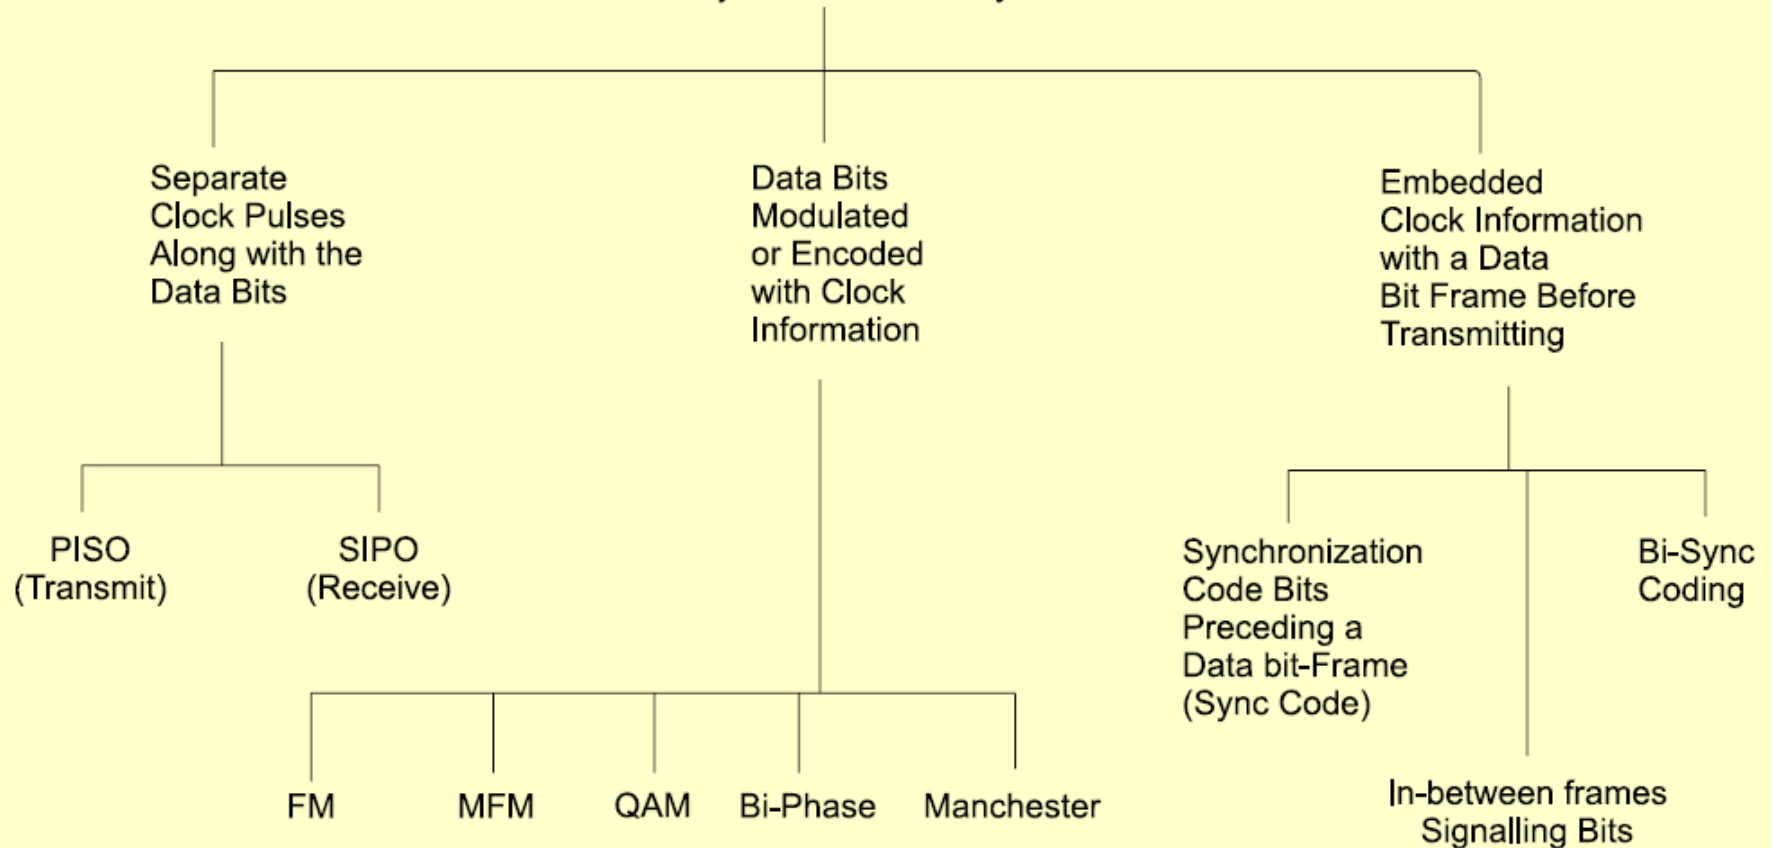 Separate
Clock Pulses
Along with the
Data Bits
Data Bits
Modulated
or Encoded
with Clock
Information
Embedded
Clock Information
with a Data
Bit Frame Before
Transmitting
PISO
(Transmit)
SIPO
(Receive)
Synchronization
Code Bits
Preceding a
Data bit-Frame
(Sync Code)
Bi-Sync
Coding
FM
MFM
QAM
Bi-Phase
Manchester
In-between frames
Signalling Bits